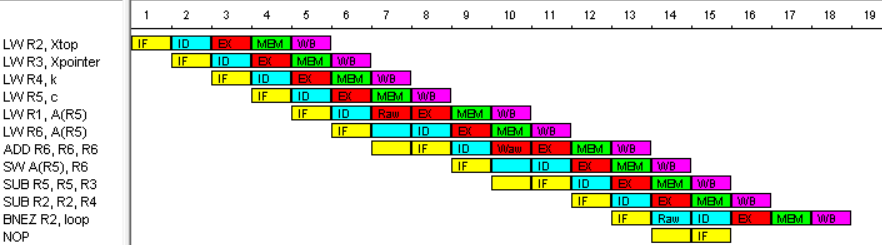 1 2 3 4 5 6 7 8 9 10 11 12 13 14 15 16 17 18 19
LW R2, Xtop IF ID EX MEM WB
LW R3, Xpointer IF ID EX MEM WB
LW R4, k IF ID EX MEM WB
LW R5, c IF ID EX MEM WB
LW R1, A(R5) IF ID Raw EX MEM WB
LW R6, A(R5) IF ID EX MEM WB
ADD R6, R6, R6 IF ID Waw EX MEM WB
SW A(R5), R6 IF ID EX MEM WB
SUB R5, R5, R3 IF ID EX MEM WB
SUB R2, R2, R4 IF ID EX MEM WB
BNEZ R2, loop IF Raw ID EX MEM WB
NOP IF